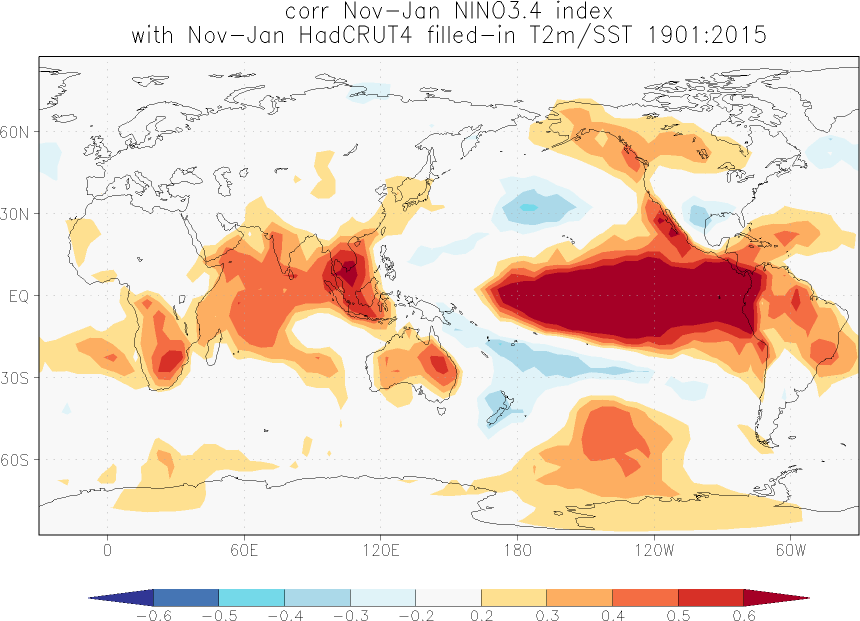 corr Nov-Jan NINO3.4 index
with Nov-Jan HadCRUT4 filled-in T2m/SST 1901:2015
60N
30N
EQ
30S
60S
0 60E 120E 180 120W 60W
-0.6 -0.5 -0.4 -0.3 -0.2 0.2 0.3 0.4 0.5 0.6